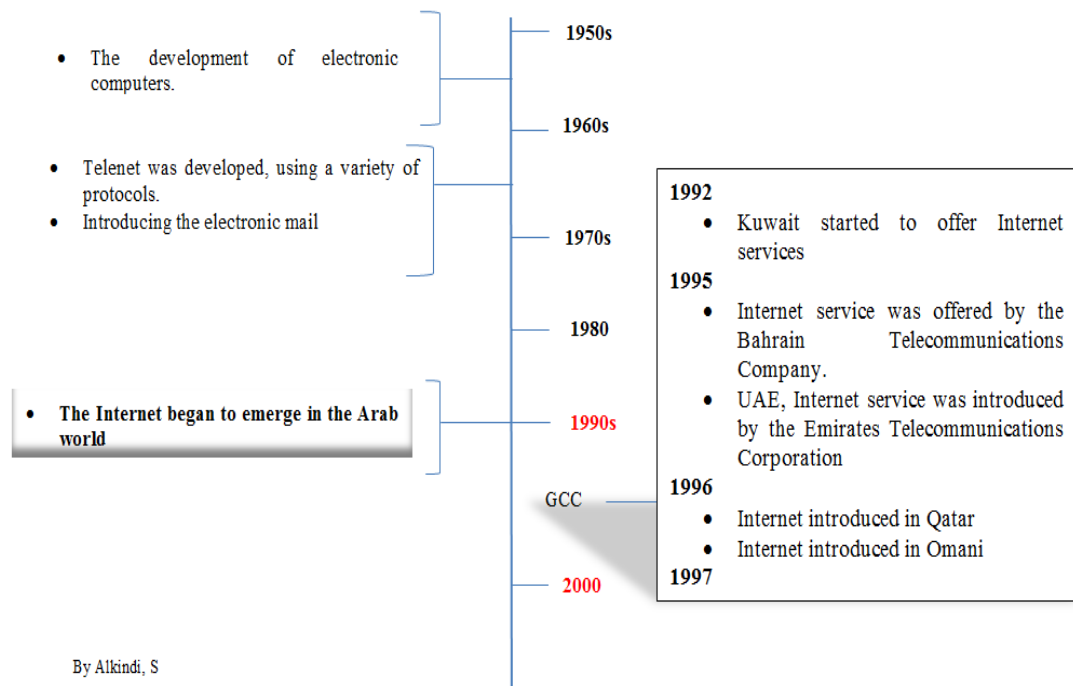 1950s
• The development of electronic
computers.
1960s
• Telenet was developed, using a variety of
protocols.
• Introducing the electronic mail
1970s
1980
• The Internet began to emerge in the Arab
world
1990s
GCC
1992
• Kuwait started to offer Internet
services
1995
• Internet service was offered by the
Bahrain Telecommunications
Company.
• UAE, Internet service was introduced
by the Emirates Telecommunications
Corporation
1996
• Internet introduced in Qatar
• Internet introduced in Omani
1997
2000
By Alkindi, S